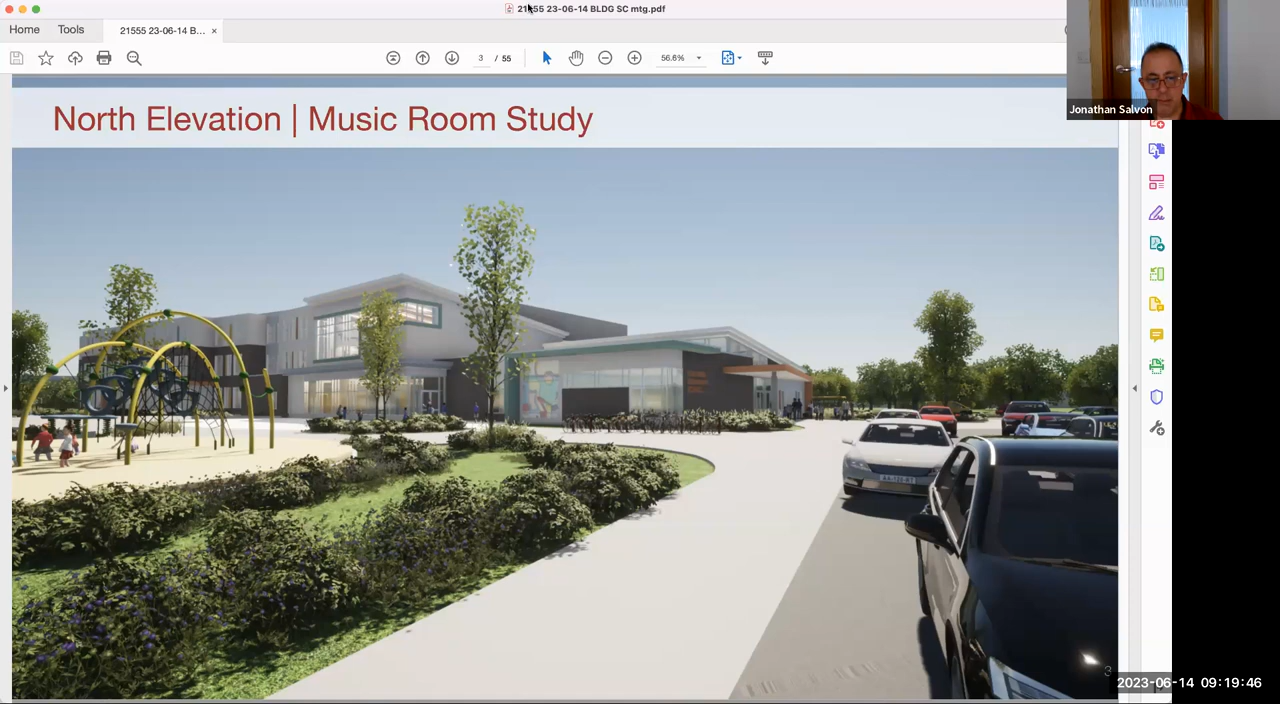 21555 23-06-14 BLDG SC mtg.pdf
Home
Tools
21555 23-06-14 B... ×
3 / 55
56.6%
Jonathan Salvon
North Elevation | Music Room Study
3
2023-06-14 09:19:46